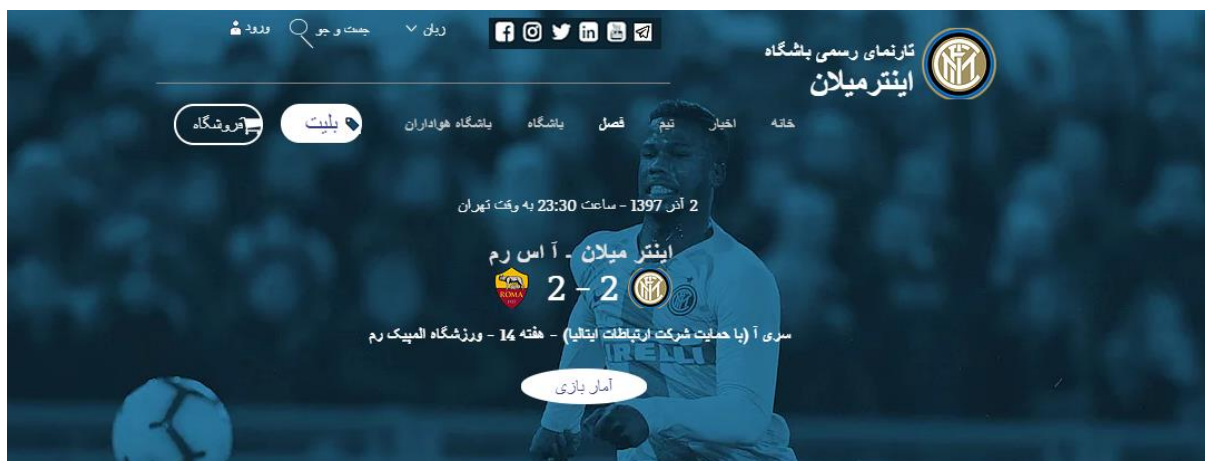 تارنمای رسمی باشگاه
اینترمیلان
زبان
جست و جو
ورود
خانه
اخبار
تیم
فصل
باشگاه
باشگاه هواداران
بلیت
فروشگاه
2 آذر 1397 - ساعت 23:30 به وقت تهران
اینتر میلان - آ اس رم
2 - 2
ROMA
سری آ (با حمایت شرکت ارتباطات ایتالیا) - هفته 14 - ورزشگاه المپیک رم
IRELLI
آمار بازی